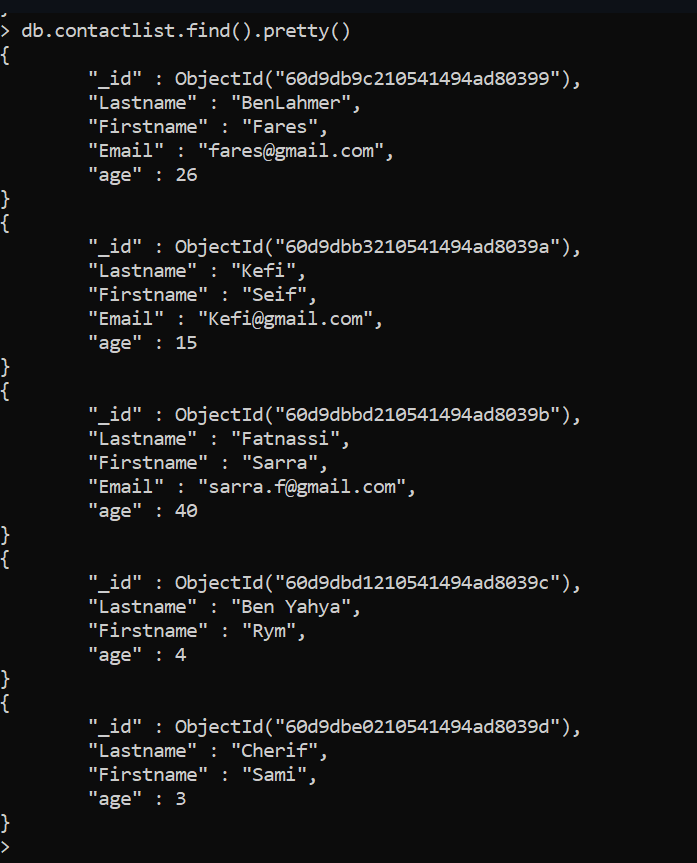 > db.contactlist.find().pretty()
{
"_id" : ObjectId("60d9db9c210541494ad80399"),
"Lastname" : "BenLahmer",
"Firstname" : "Fares",
"Email" : "fares@gmail.com",
"age" : 26
}
{
"_id" : ObjectId("60d9dbb3210541494ad8039a"),
"Lastname" : "Kefi",
"Firstname" : "Seif",
"Email" : "Kefi@gmail.com",
"age" : 15
}
{
"_id" : ObjectId("60d9dbbd210541494ad8039b"),
"Lastname" : "Fatnassi",
"Firstname" : "Sarra",
"Email" : "sarra.f@gmail.com",
"age" : 40
}
{
"_id" : ObjectId("60d9dbd1210541494ad8039c"),
"Lastname" : "Ben Yahya",
"Firstname" : "Rym",
"age" : 4
}
{
"_id" : ObjectId("60d9dbe0210541494ad8039d"),
"Lastname" : "Cherif",
"Firstname" : "Sami",
"age" : 3
}
>